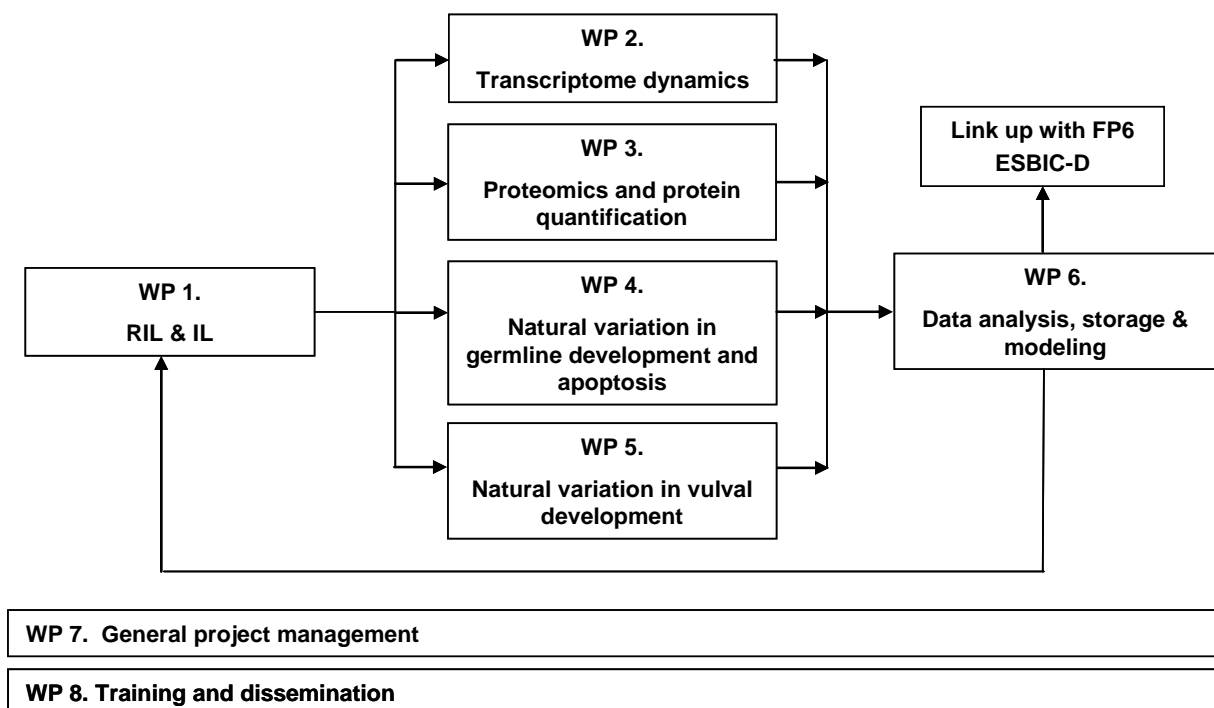 WP 2.
Transcriptome dynamics
WP 3.
Proteomics and protein
quantification
Link up with FP6
ESBIC-D
WP 1.
RIL & IL
WP 4.
Natural variation in
germline development and
apoptosis
WP 6.
Data analysis, storage &
modeling
WP 5.
Natural variation in vulval
development
WP 7.  General project management
WP 8. Training and dissemination